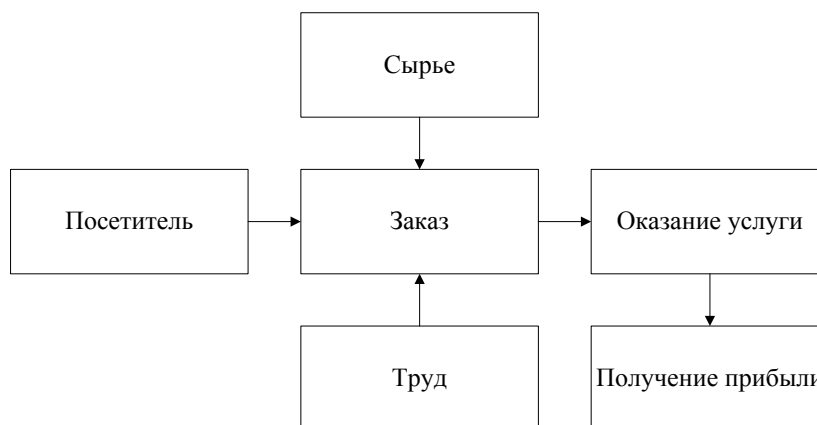 Сырье
Посетитель
Заказ
Оказание услуги
Труд
Получение прибыли